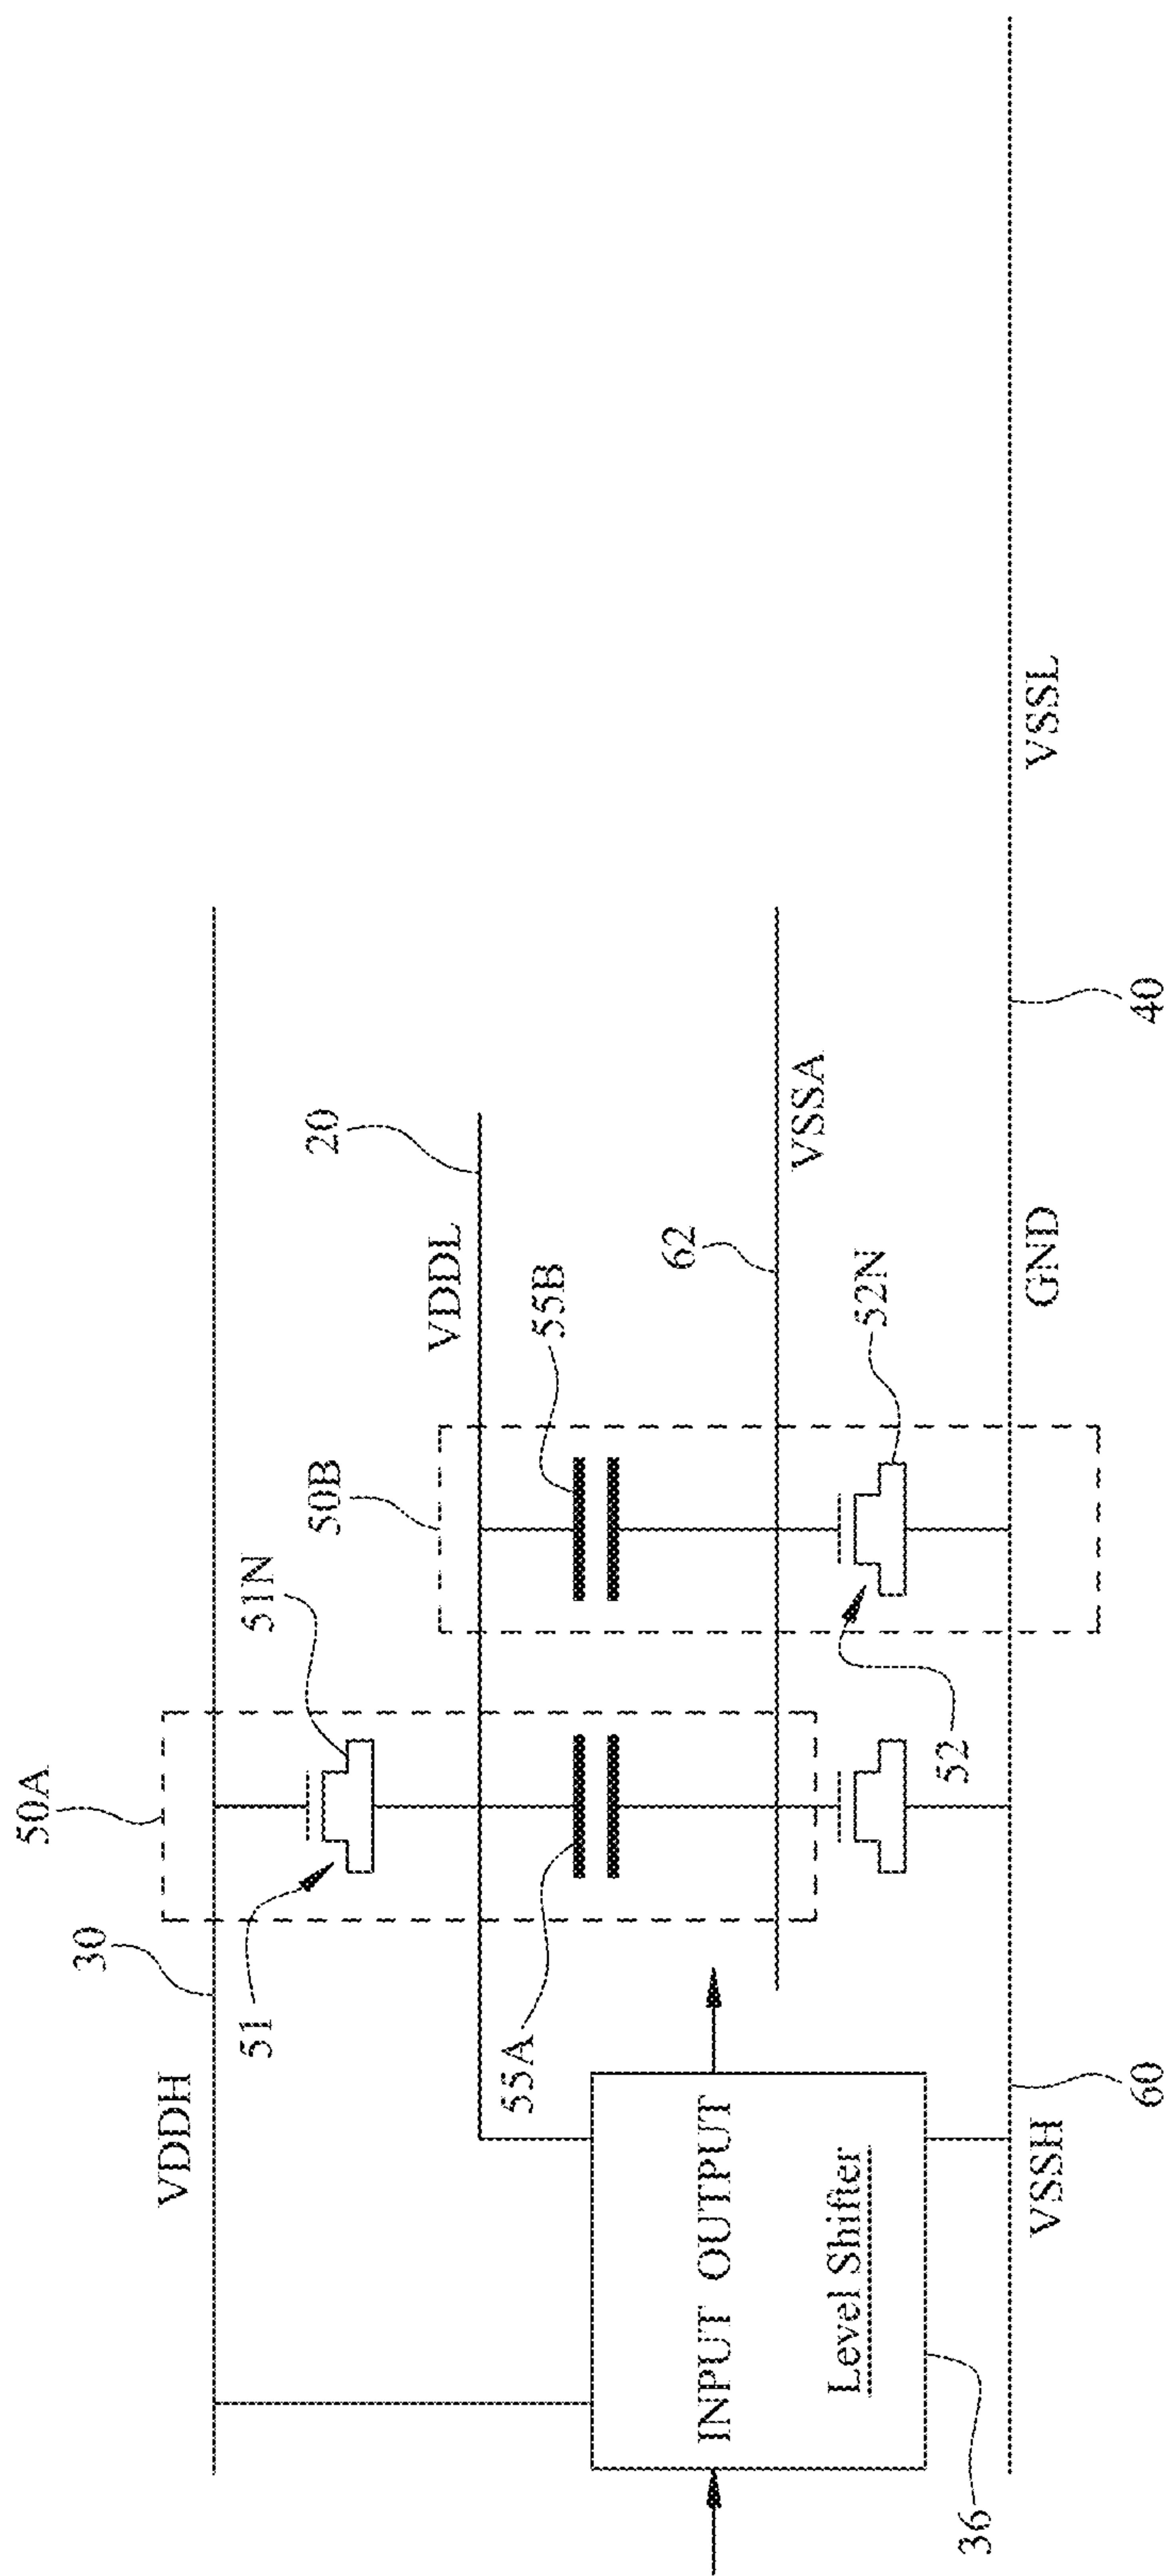 50A
50B
30
VDDH
51
51N
20
VDDL
55A
55B
62
VSSA
INPUT OUTPUT
Level Shifter
52
52N
36
VSSH
60
GND
40
VSSL